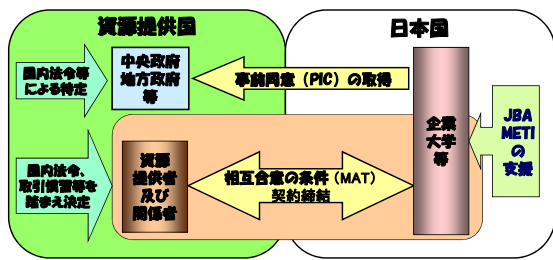 資源提供国
日本国
国内法令等
による特定
中央政府
地方政府
等
事前同意（PIC）の取得
企業
大学
等
JBA
METI
の
支援
国内法令、
取引慣習等を
踏まえ決定
資源
提供者
及び
関係者
相互合意の条件（MAT）
契約締結